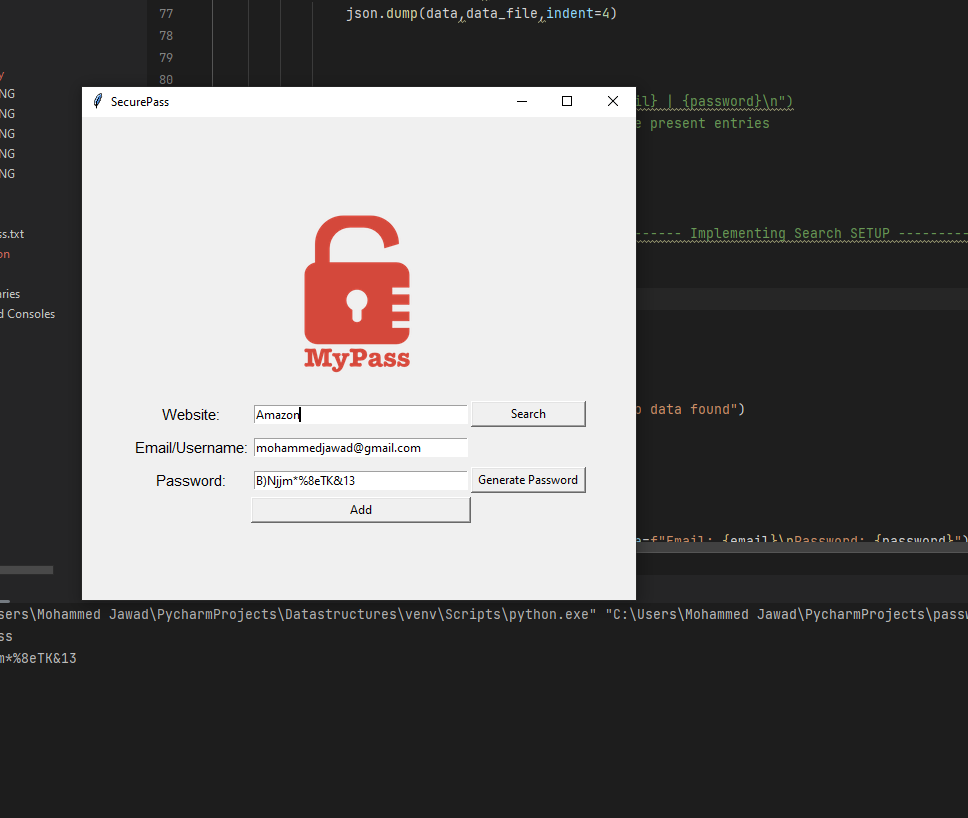 77 json.dump(data,data_file,indent=4)
78
79
80
NG
NG
NG
NG
NG
ss.txt
on
raries
d Consoles
SecurePass
il} | {password}\n")
e present entries
------ Implementing Search SETUP ---------
MyPass
Website: Amazon Search
o data found")
Email/Username: mohammedjawad@gmail.com
Password: B)Njjm*%8eTK&13 Generate Password
Add
e=f"Email: {email}\nPassword: {password}")
sers\Mohammed Jawad\PycharmProjects\Datastructures\venv\Scripts\python.exe" "C:\Users\Mohammed Jawad\PycharmProjects\passw
ss
m*%8eTK&13